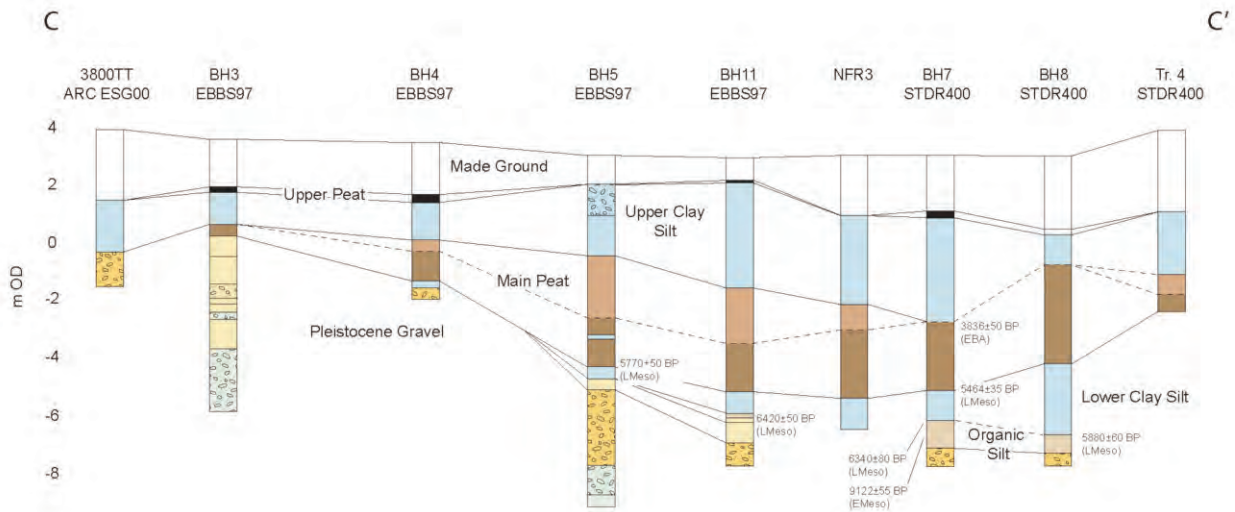 C
C'
3800TT
ARC ESG00
BH3
EBBS97
BH4
EBBS97
BH5
EBBS97
BH11
EBBS97
NFR3
BH7
STDR400
BH8
STDR400
Tr. 4
STDR400
4
2
0
-2
-4
-6
-8
m OD
Made Ground
Upper Peat
Upper Clay
Silt
Main Peat
Pleistocene Gravel
3836±50 BP
(EBA)
5770+50 BP
(LMeso)
5464±35 BP
(LMeso)
Lower Clay Silt
6420±50 BP
(LMeso)
Organic
Silt
5880±60 BP
(LMeso)
6340±80 BP
(LMeso)
9122±55 BP
(EMeso)